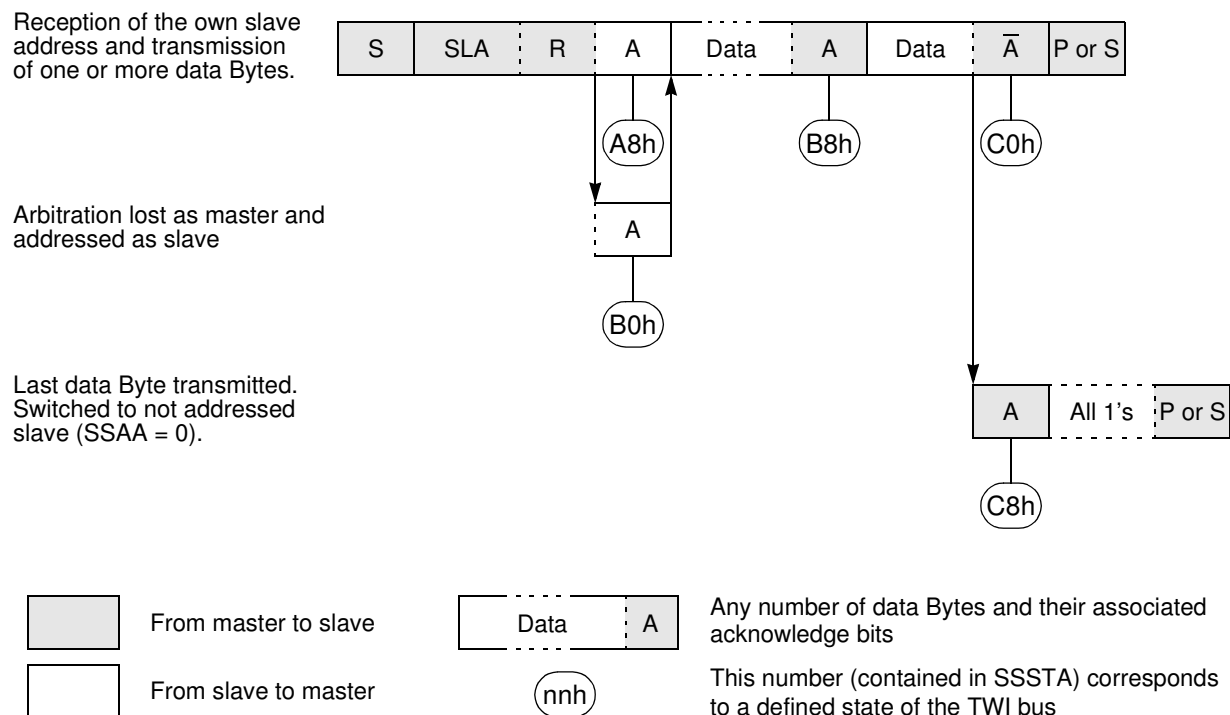 Reception of the own slave
address and transmission
of one or more data Bytes.
S SLA R A Data A Data A̅ P or S
A8h B8h C0h
Arbitration lost as master and
addressed as slave
A
B0h
Last data Byte transmitted.
Switched to not addressed
slave (SSAA = 0).
A All 1's P or S
C8h
From master to slave
Data A
Any number of data Bytes and their associated
acknowledge bits
From slave to master
nnh
This number (contained in SSSTA) corresponds
to a defined state of the TWI bus